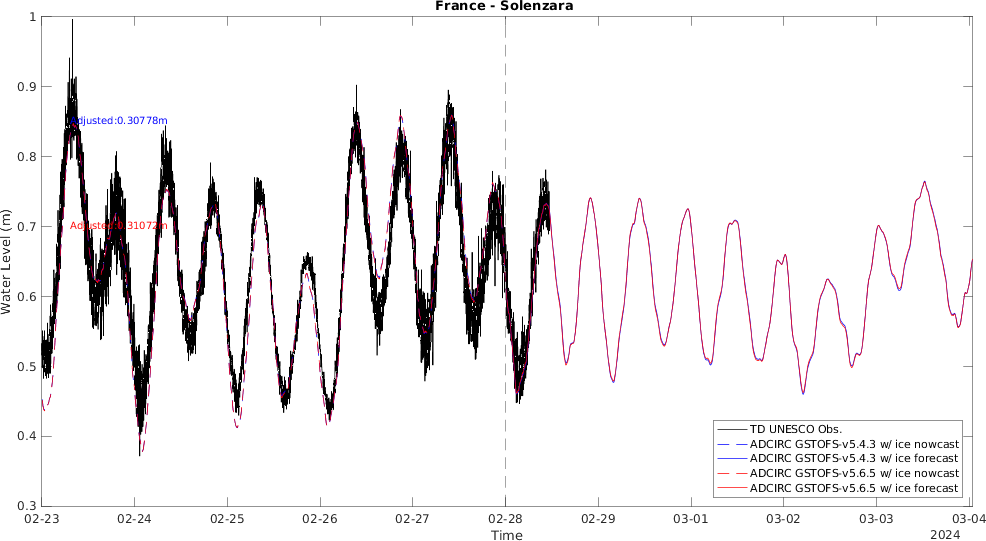 France - Solenzara
1
0.9
0.8
0.7
0.6
0.5
0.4
0.3
Water Level (m)
Adjusted:0.30778m
Adjusted:0.31072m
TD UNESCO Obs.
ADCIRC GSTOFS-v5.4.3 w/ ice nowcast
ADCIRC GSTOFS-v5.4.3 w/ ice forecast
ADCIRC GSTOFS-v5.6.5 w/ ice nowcast
ADCIRC GSTOFS-v5.6.5 w/ ice forecast
02-23 02-24 02-25 02-26 02-27 02-28 02-29 03-01 03-02 03-03 03-04
Time
2024